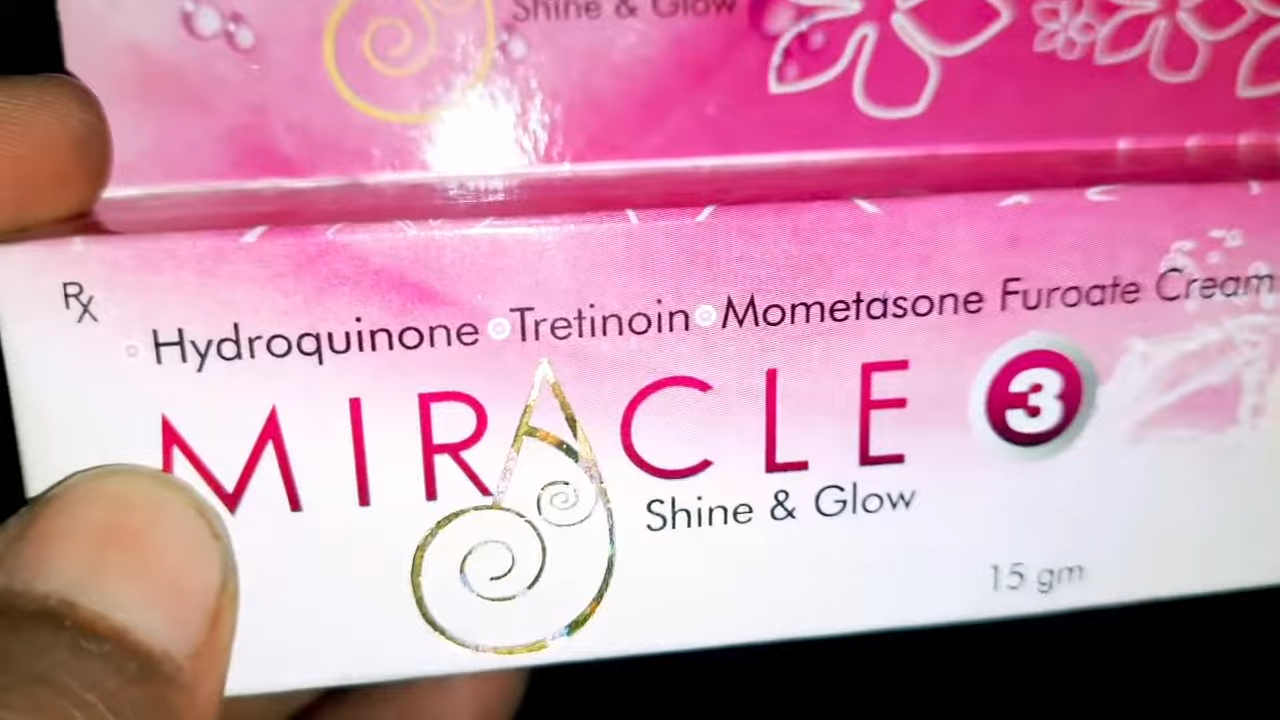 Shine & Glow
Rx
Hydroquinone Tretinoin Mometasone Furoate Cream
MIRACLE 3
Shine & Glow
15 gm